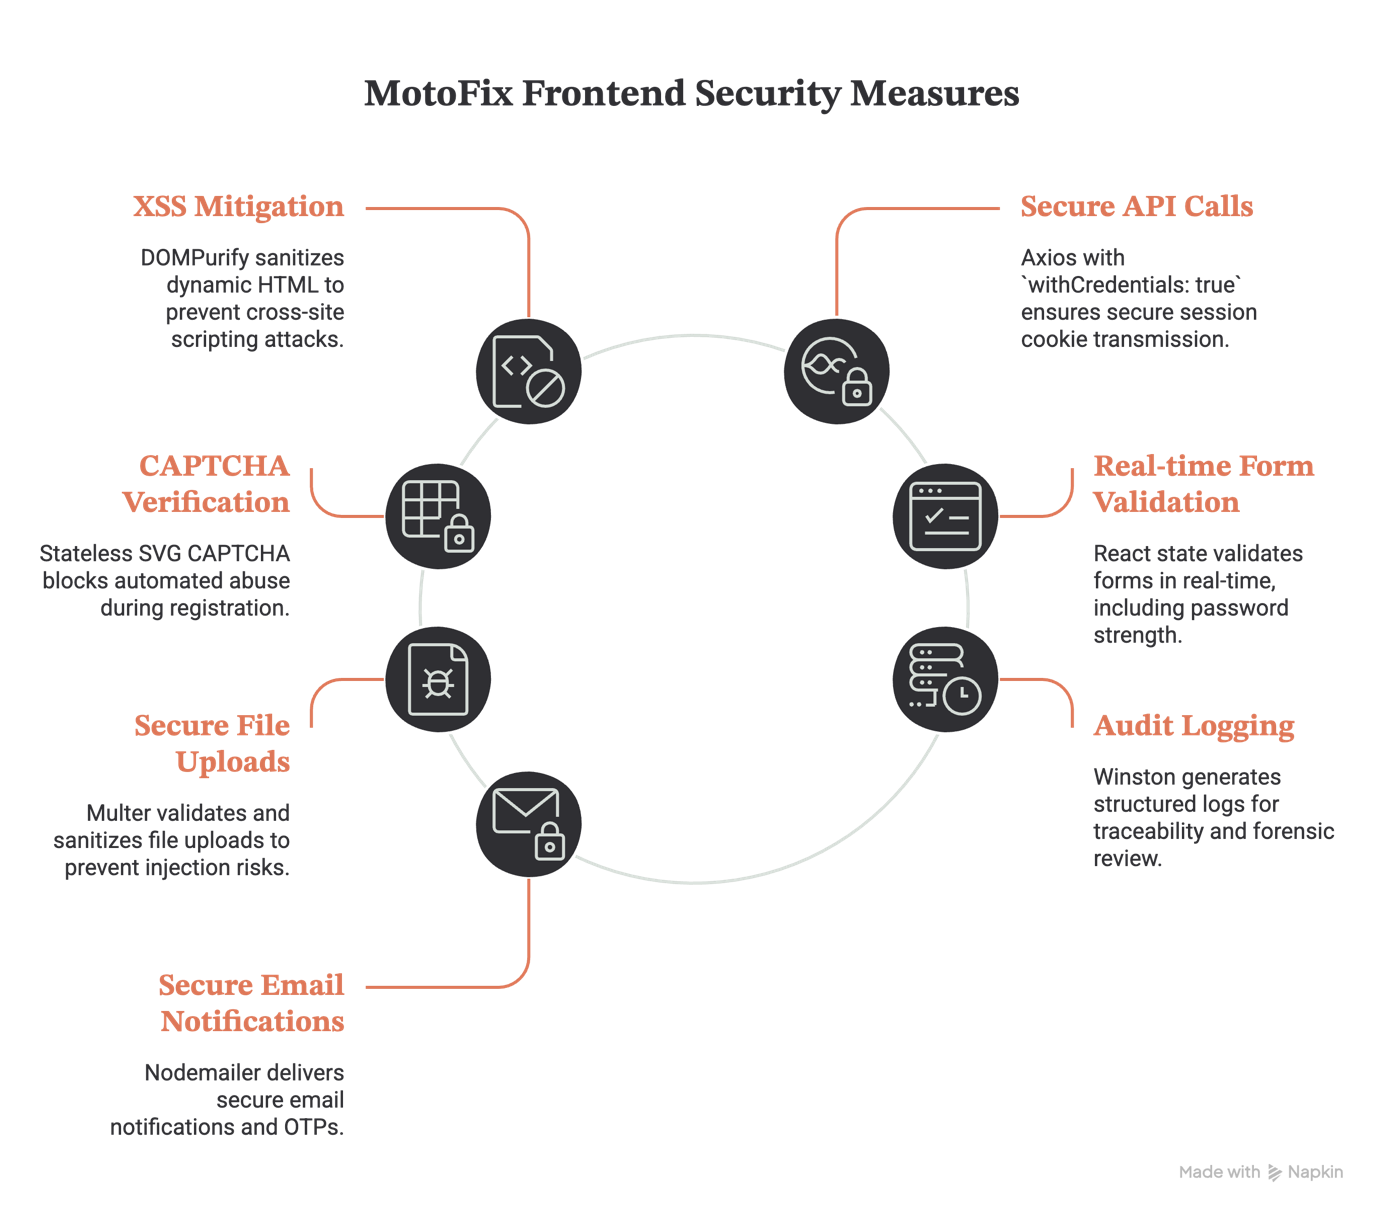 MotoFix Frontend Security Measures
XSS Mitigation
DOMPurify sanitizes
dynamic HTML to
prevent cross-site
scripting attacks.
Secure API Calls
Axios with
`withCredentials: true`
ensures secure session
cookie transmission.
CAPTCHA
Verification
Stateless SVG CAPTCHA
blocks automated abuse
during registration.
Real-time Form
Validation
React state validates
forms in real-time,
including password
strength.
Secure File
Uploads
Multer validates and
sanitizes file uploads to
prevent injection risks.
Audit Logging
Winston generates
structured logs for
traceability and forensic
review.
Secure Email
Notifications
Nodemailer delivers
secure email
notifications and OTPs.
Made with Napkin